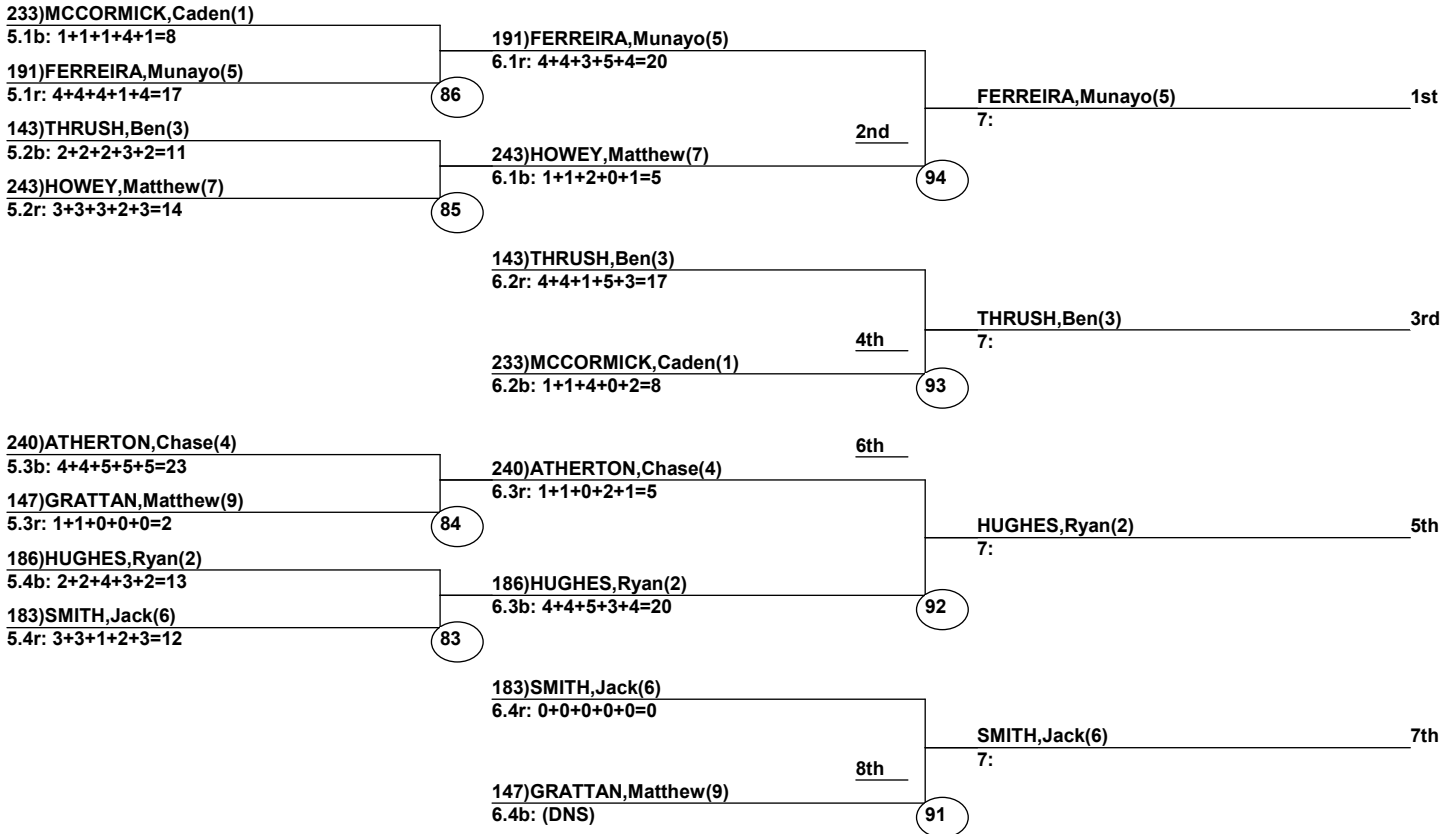 233)MCCORMICK,Caden(1)
5.1b: 1+1+1+4+1=8
191)FERREIRA,Munayo(5)
5.1r: 4+4+4+1+4=17
86
143)THRUSH,Ben(3)
5.2b: 2+2+2+3+2=11
243)HOWEY,Matthew(7)
5.2r: 3+3+3+2+3=14
85
191)FERREIRA,Munayo(5)
6.1r: 4+4+3+5+4=20
2nd
243)HOWEY,Matthew(7)
6.1b: 1+1+2+0+1=5
94
FERREIRA,Munayo(5) 1st
7:
143)THRUSH,Ben(3)
6.2r: 4+4+1+5+3=17
4th
233)MCCORMICK,Caden(1)
6.2b: 1+1+4+0+2=8
93
THRUSH,Ben(3) 3rd
7:
240)ATHERTON,Chase(4)
5.3b: 4+4+5+5+5=23
147)GRATTAN,Matthew(9)
5.3r: 1+1+0+0+0=2
84
186)HUGHES,Ryan(2)
5.4b: 2+2+4+3+2=13
183)SMITH,Jack(6)
5.4r: 3+3+1+2+3=12
83
6th
240)ATHERTON,Chase(4)
6.3r: 1+1+0+2+1=5
186)HUGHES,Ryan(2)
6.3b: 4+4+5+3+4=20
92
HUGHES,Ryan(2) 5th
7:
183)SMITH,Jack(6)
6.4r: 0+0+0+0+0=0
8th
147)GRATTAN,Matthew(9)
6.4b: (DNS)
91
SMITH,Jack(6) 7th
7: